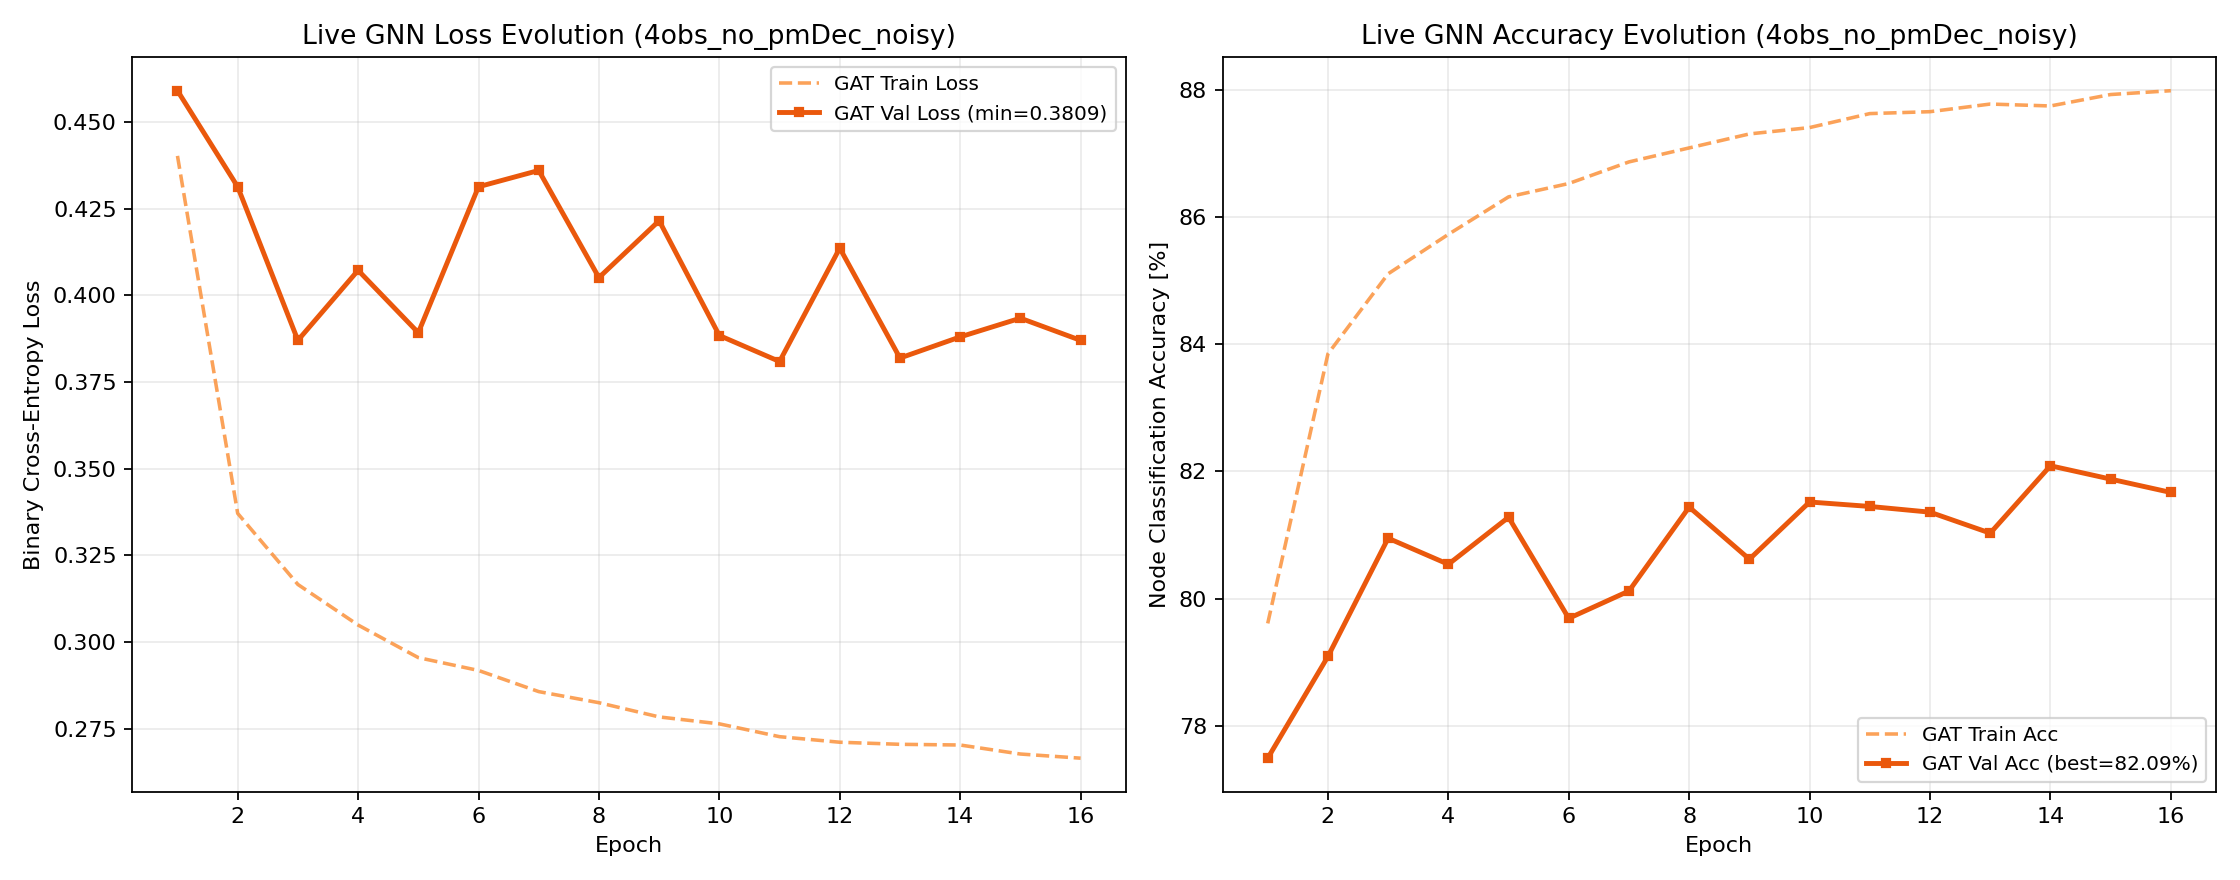 Live GNN Loss Evolution (4obs_no_pmDec_noisy)
GAT Train Loss
GAT Val Loss (min=0.3809)
Binary Cross-Entropy Loss
0.450
0.425
0.400
0.375
0.350
0.325
0.300
0.275
2 4 6 8 10 12 14 16
Epoch
Live GNN Accuracy Evolution (4obs_no_pmDec_noisy)
Node Classification Accuracy [%]
88
86
84
82
80
78
GAT Train Acc
GAT Val Acc (best=82.09%)
2 4 6 8 10 12 14 16
Epoch